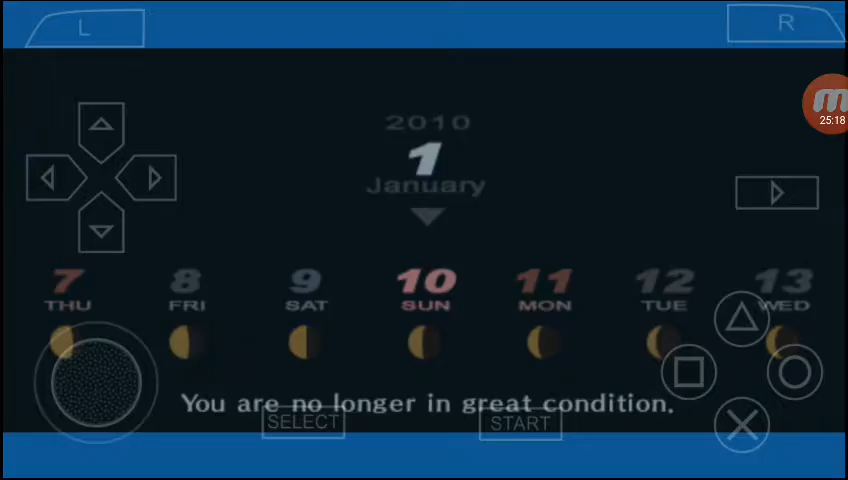 L
R
25:18
2010
1
January
7 8 9 10 11 12 13
THU FRI SAT SUN MON TUE WED
You are no longer in great condition.
SELECT
START